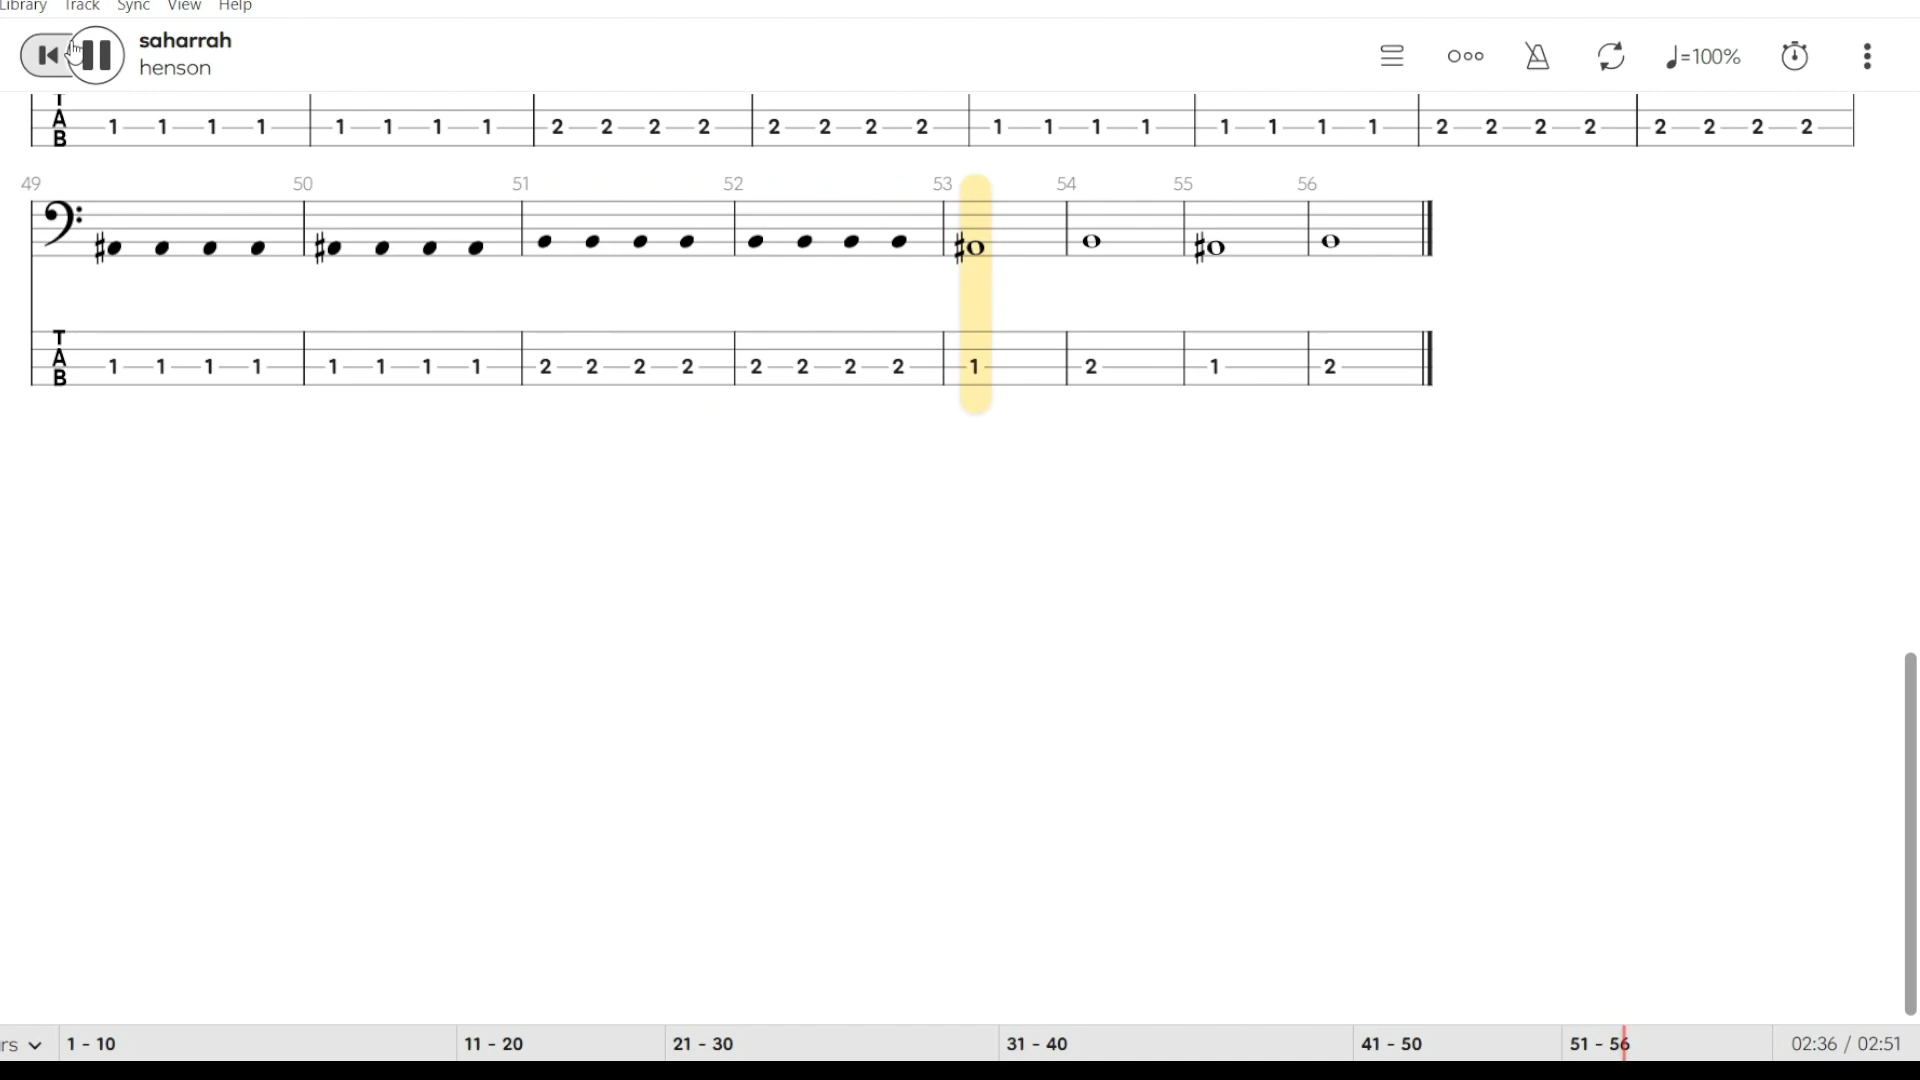 Library Track Sync View Help
saharrah
henson
=100%
T
A 1 1 1 1 1 1 1 1 2 2 2 2 2 2 2 2 1 1 1 1 1 1 1 1 2 2 2 2 2 2 2 2
B
49 50 51 52 53 54 55 56
T
A 1 1 1 1 1 1 1 1 2 2 2 2 2 2 2 2 1 2 1 2
B
rs 1 - 10 11 - 20 21 - 30 31 - 40 41 - 50 51 - 56 02:36 / 02:51